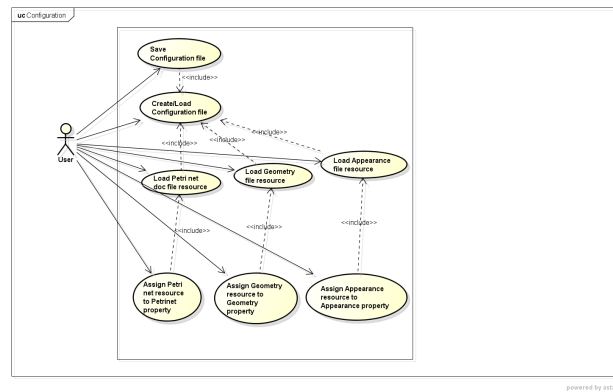 uc Configuration
Save
Configuration file
<<include>>
Create/Load
Configuration file
<<include>>
<<include>>
<<include>>
User
Load Petri net
doc file resource
Load Geometry
file resource
Load Appearance
file resource
<<include>>
<<include>>
<<include>>
Assign Petri
net resource
to Petrinet
property
Assign Geometry
resource to
Geometry
property
Assign Appearance
resource to
Appearance property
powered by ast